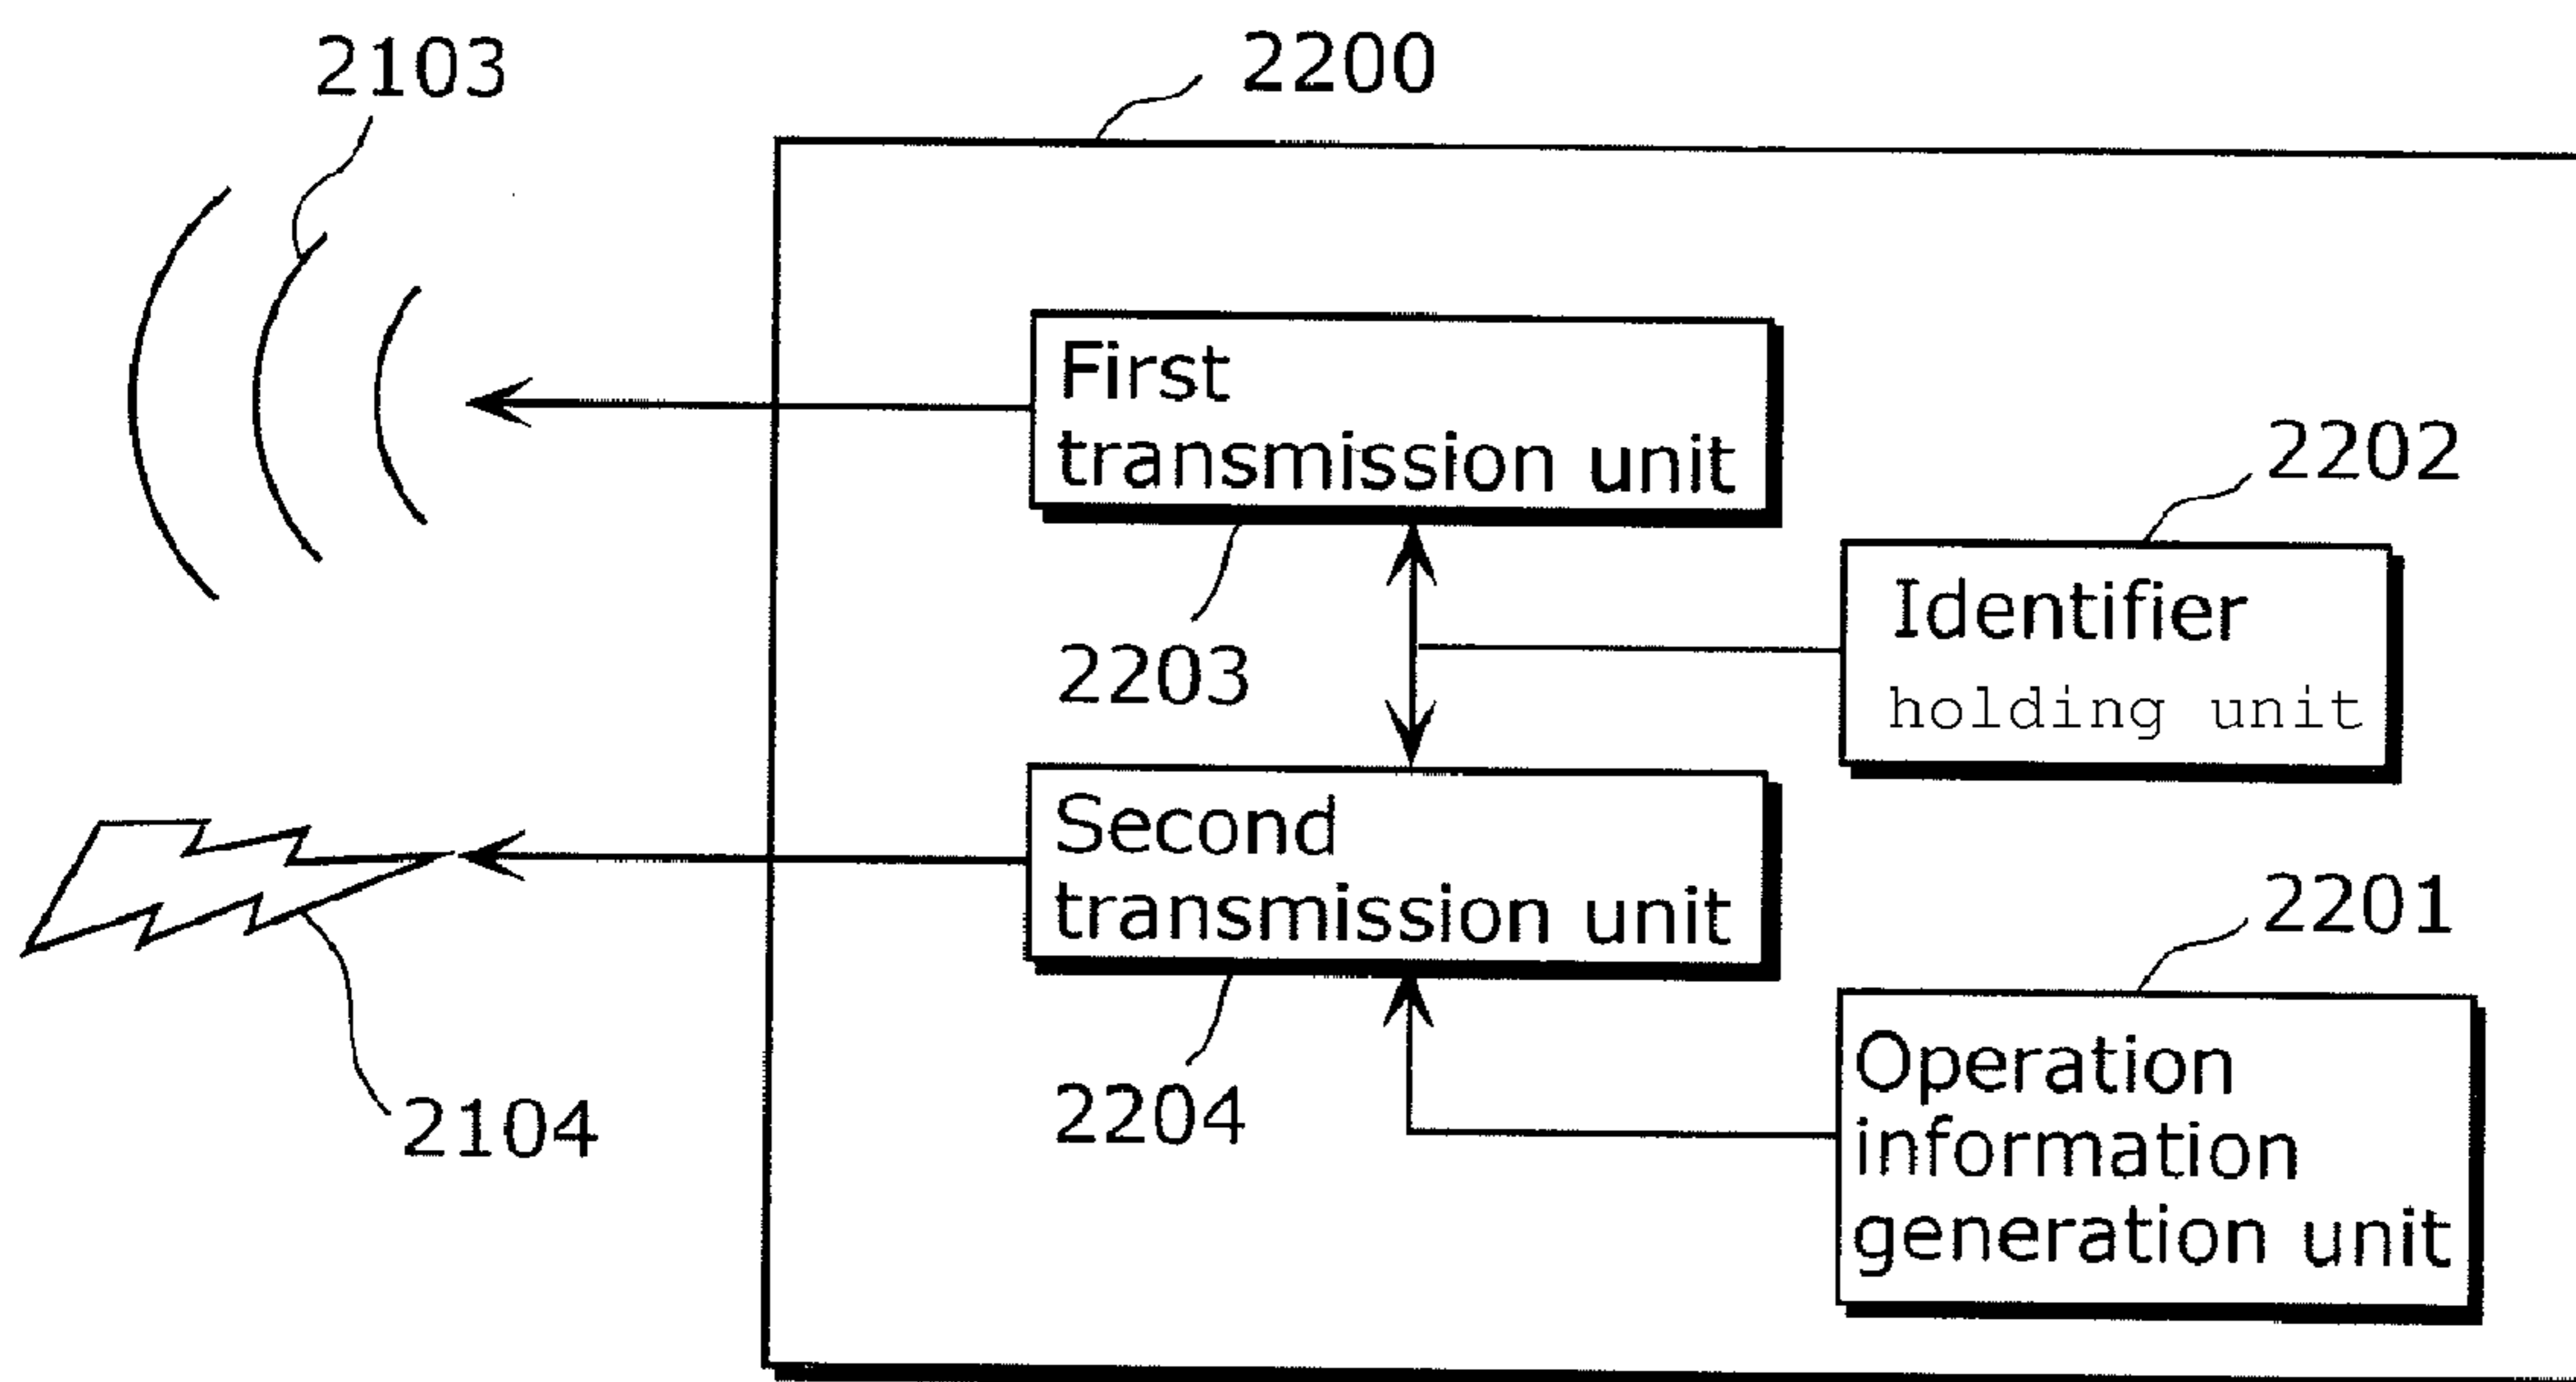 2103
2200
First
transmission unit
2202
Identifier
holding unit
2203
Second
transmission unit
2201
Operation
information
generation unit
2204
2104